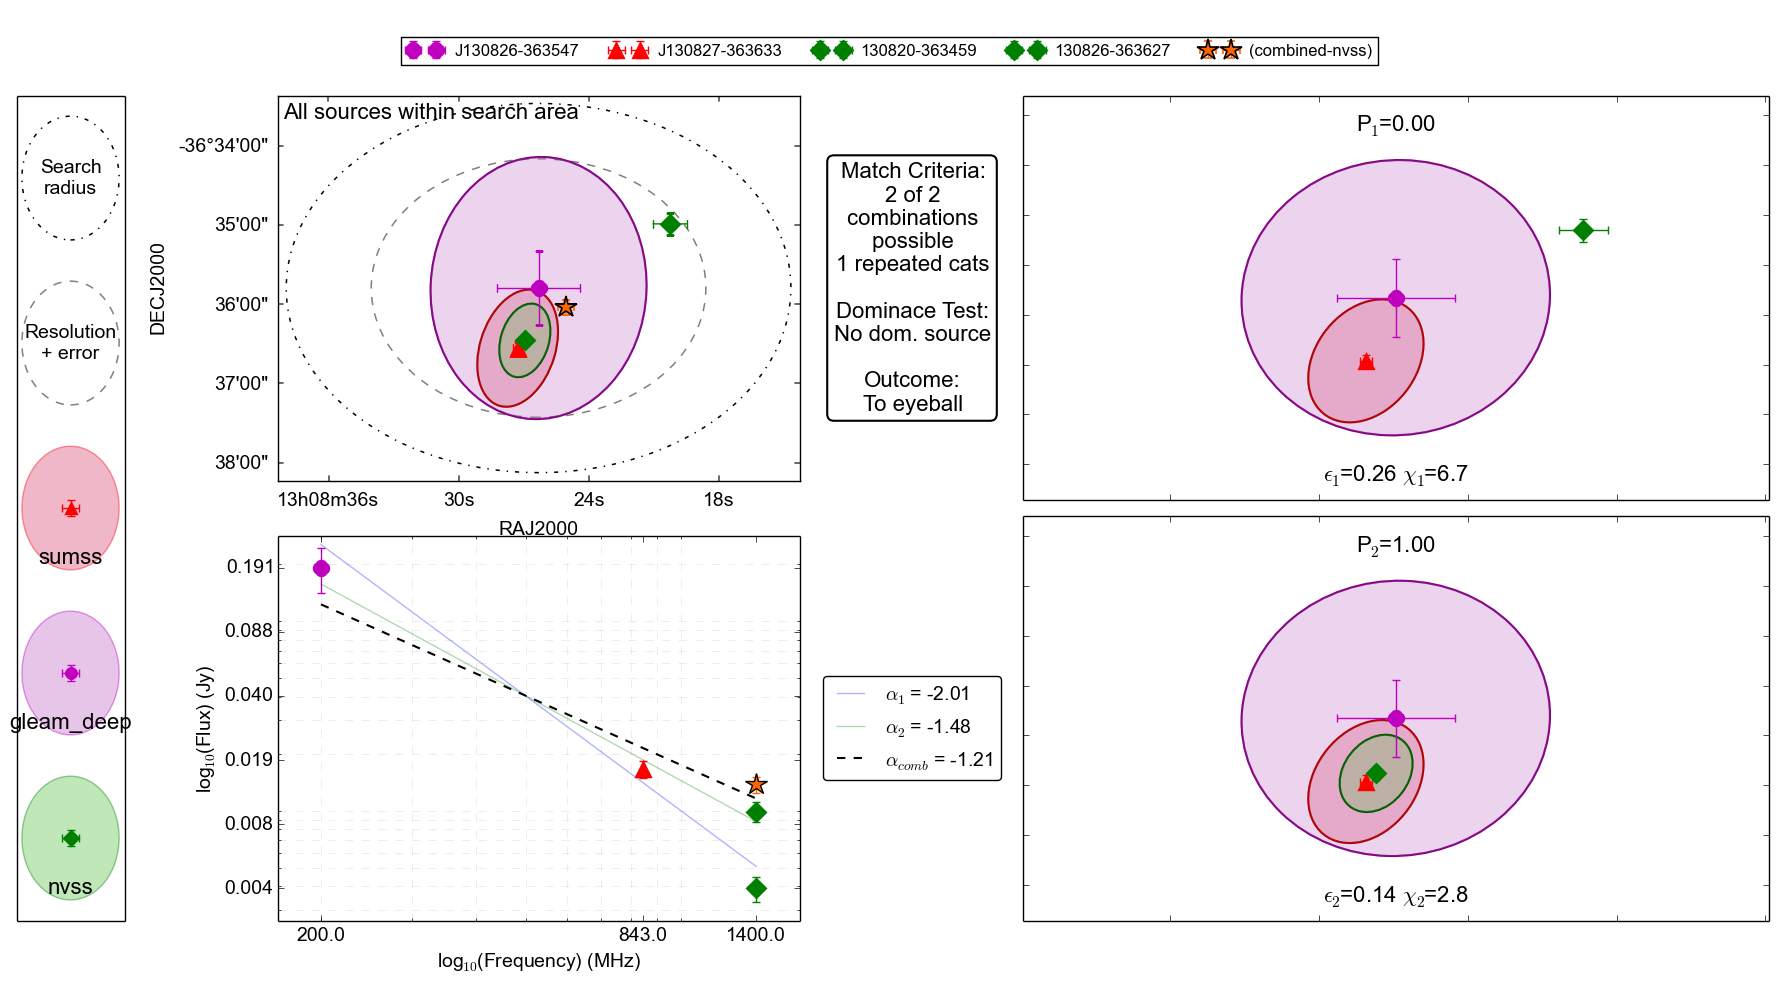 J130826-363547
J130827-363633
130820-363459
130826-363627
(combined-nvss)
Search
radius
Resolution
+ error
sumss
gleam_deep
nvss
All sources within search area
DECJ2000
-36°34'00"
35'00"
36'00"
37'00"
38'00"
13h08m36s
30s
24s
18s
RAJ2000
Match Criteria:
2 of 2
combinations
possible
1 repeated cats
Dominace Test:
No dom. source
Outcome:
To eyeball
P₁=0.00
ϵ₁=0.26 χ₁=6.7
P₂=1.00
ϵ₂=0.14 χ₂=2.8
log₁₀(Flux) (Jy)
0.191
0.088
0.040
0.019
0.008
0.004
200.0
843.0
1400.0
log₁₀(Frequency) (MHz)
α₁ = -2.01
α₂ = -1.48
α_comb = -1.21